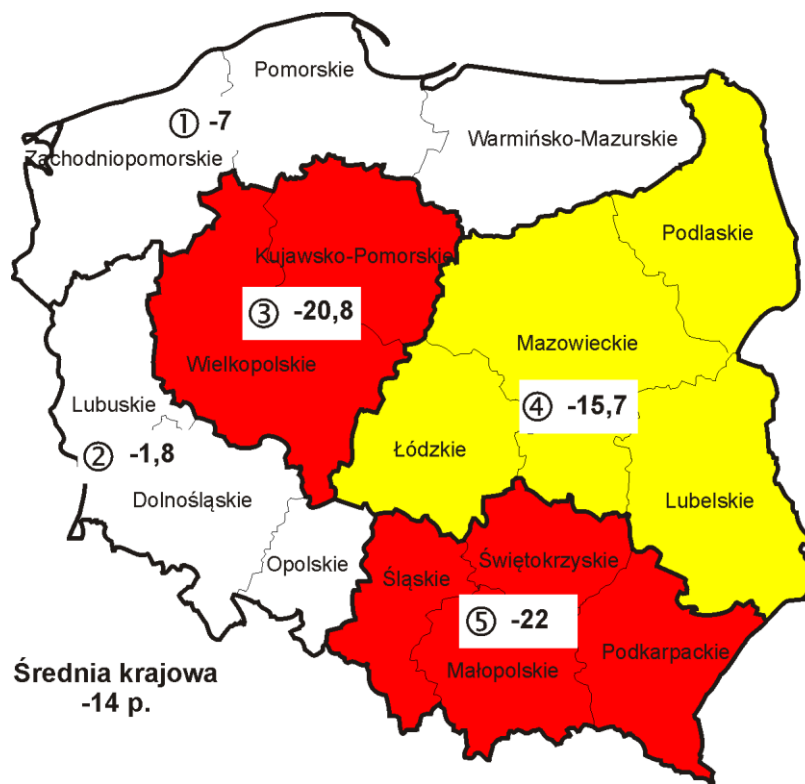 Pomorskie
① -7
Zachodniopomorskie
Warmińsko-Mazurskie
Podlaskie
Kujawsko-Pomorskie
③ -20,8
Wielkopolskie
Mazowieckie
④ -15,7
Lubuskie
② -1,8
Łódzkie
Dolnośląskie
Lubelskie
Opolskie
Śląskie
Świętokrzyskie
⑤ -22
Małopolskie
Podkarpackie
Średnia krajowa
-14 p.